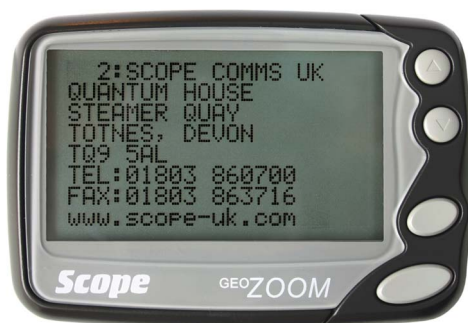 2:SCOPE COMMS UK
QUANTUM HOUSE
STEAMER QUAY
TOTNES, DEVON
TQ9 5AL
TEL:01803 860700
FAX:01803 863716
www.scope-uk.com
Scope GEOZOOM